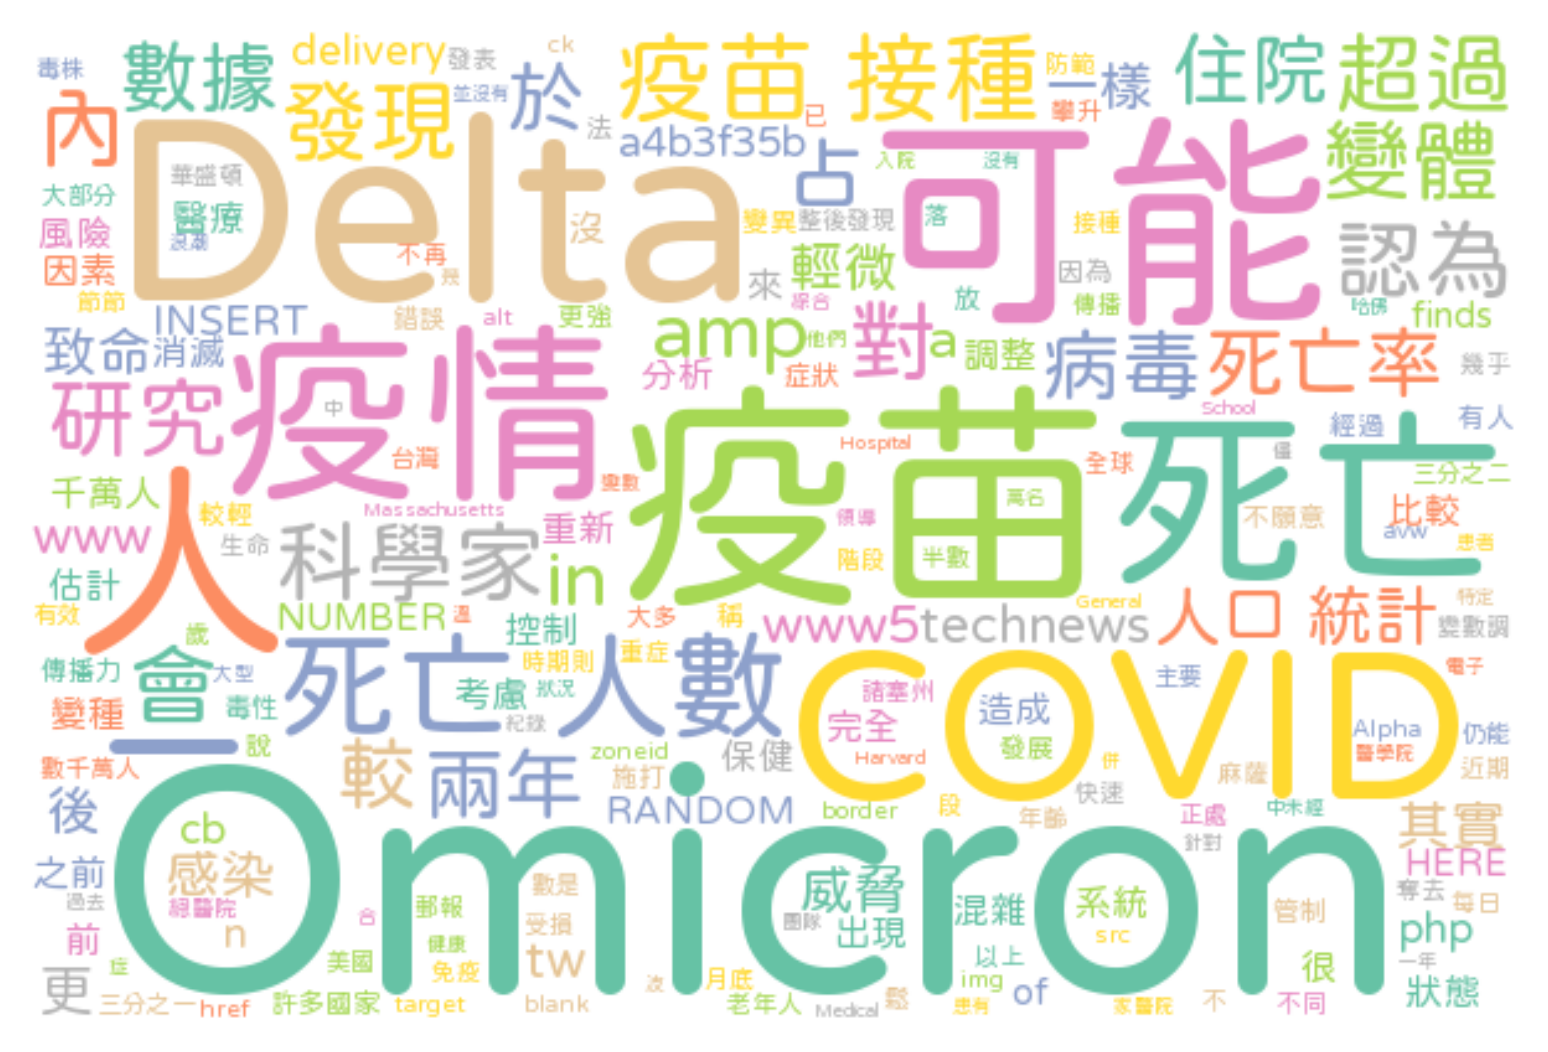 毒株
數據
delivery
發表
ck
疫苗
接種
防範
一樣
攀升
住院
超過
內
發現
並沒有
於
法
已
a4b3f35b
占
入院
沒有
可能
變體
Delta
華盛頓
醫療
浪潮
大部分
風險
因素
節節
不再
幾
沒
變異
整後發現
落
接種
輕微
來
綜合
放
因為
傳播
認為
哈佛
finds
致命
INSERT
消滅
錯誤
alt
更強
amp
他們
對
a
調整
病毒
死亡率
幾乎
分析
症狀
研究
疫情
中
台灣
變數
Massachusetts
疫苗
Hospital
萬名
半數
School
全球
死亡
僵
經過
有人
三分之二
比較
avw
患者
不願意
千萬人
www
人
較輕
生命
科學家
重新
in
領導
階段
估計
有效
歲
NUMBER
溫
控制
大多
稱
www5
technews
General
人口
統計
特定
變數調
傳播力
變種
會
大型
毒性
說
死亡人數
考慮
狀況
紀錄
時期則
重症
COVID
諸塞州
完全
Harvard
造成
發展
併
主要
麻薩
Alpha
醫學院
電子
仍能
近期
數千萬人
一
較
兩年
zoneid
施打
保健
RANDOM
border
段
年齡
快速
正處
針對
中未經
其實
HERE
後
之前
過去
前
更
症
三分之一
href
Omicron
cb
感染
總醫院
n
合
郵報
健康
美國
免疫
許多國家
target
數是
受損
tw
blank
月底
老年人
威脅
團隊
出現
Medical
鬆
混雜
以上
img
患有
of
系統
src
家醫院
管制
很
不
不同
奪去
每日
php
一年
狀態